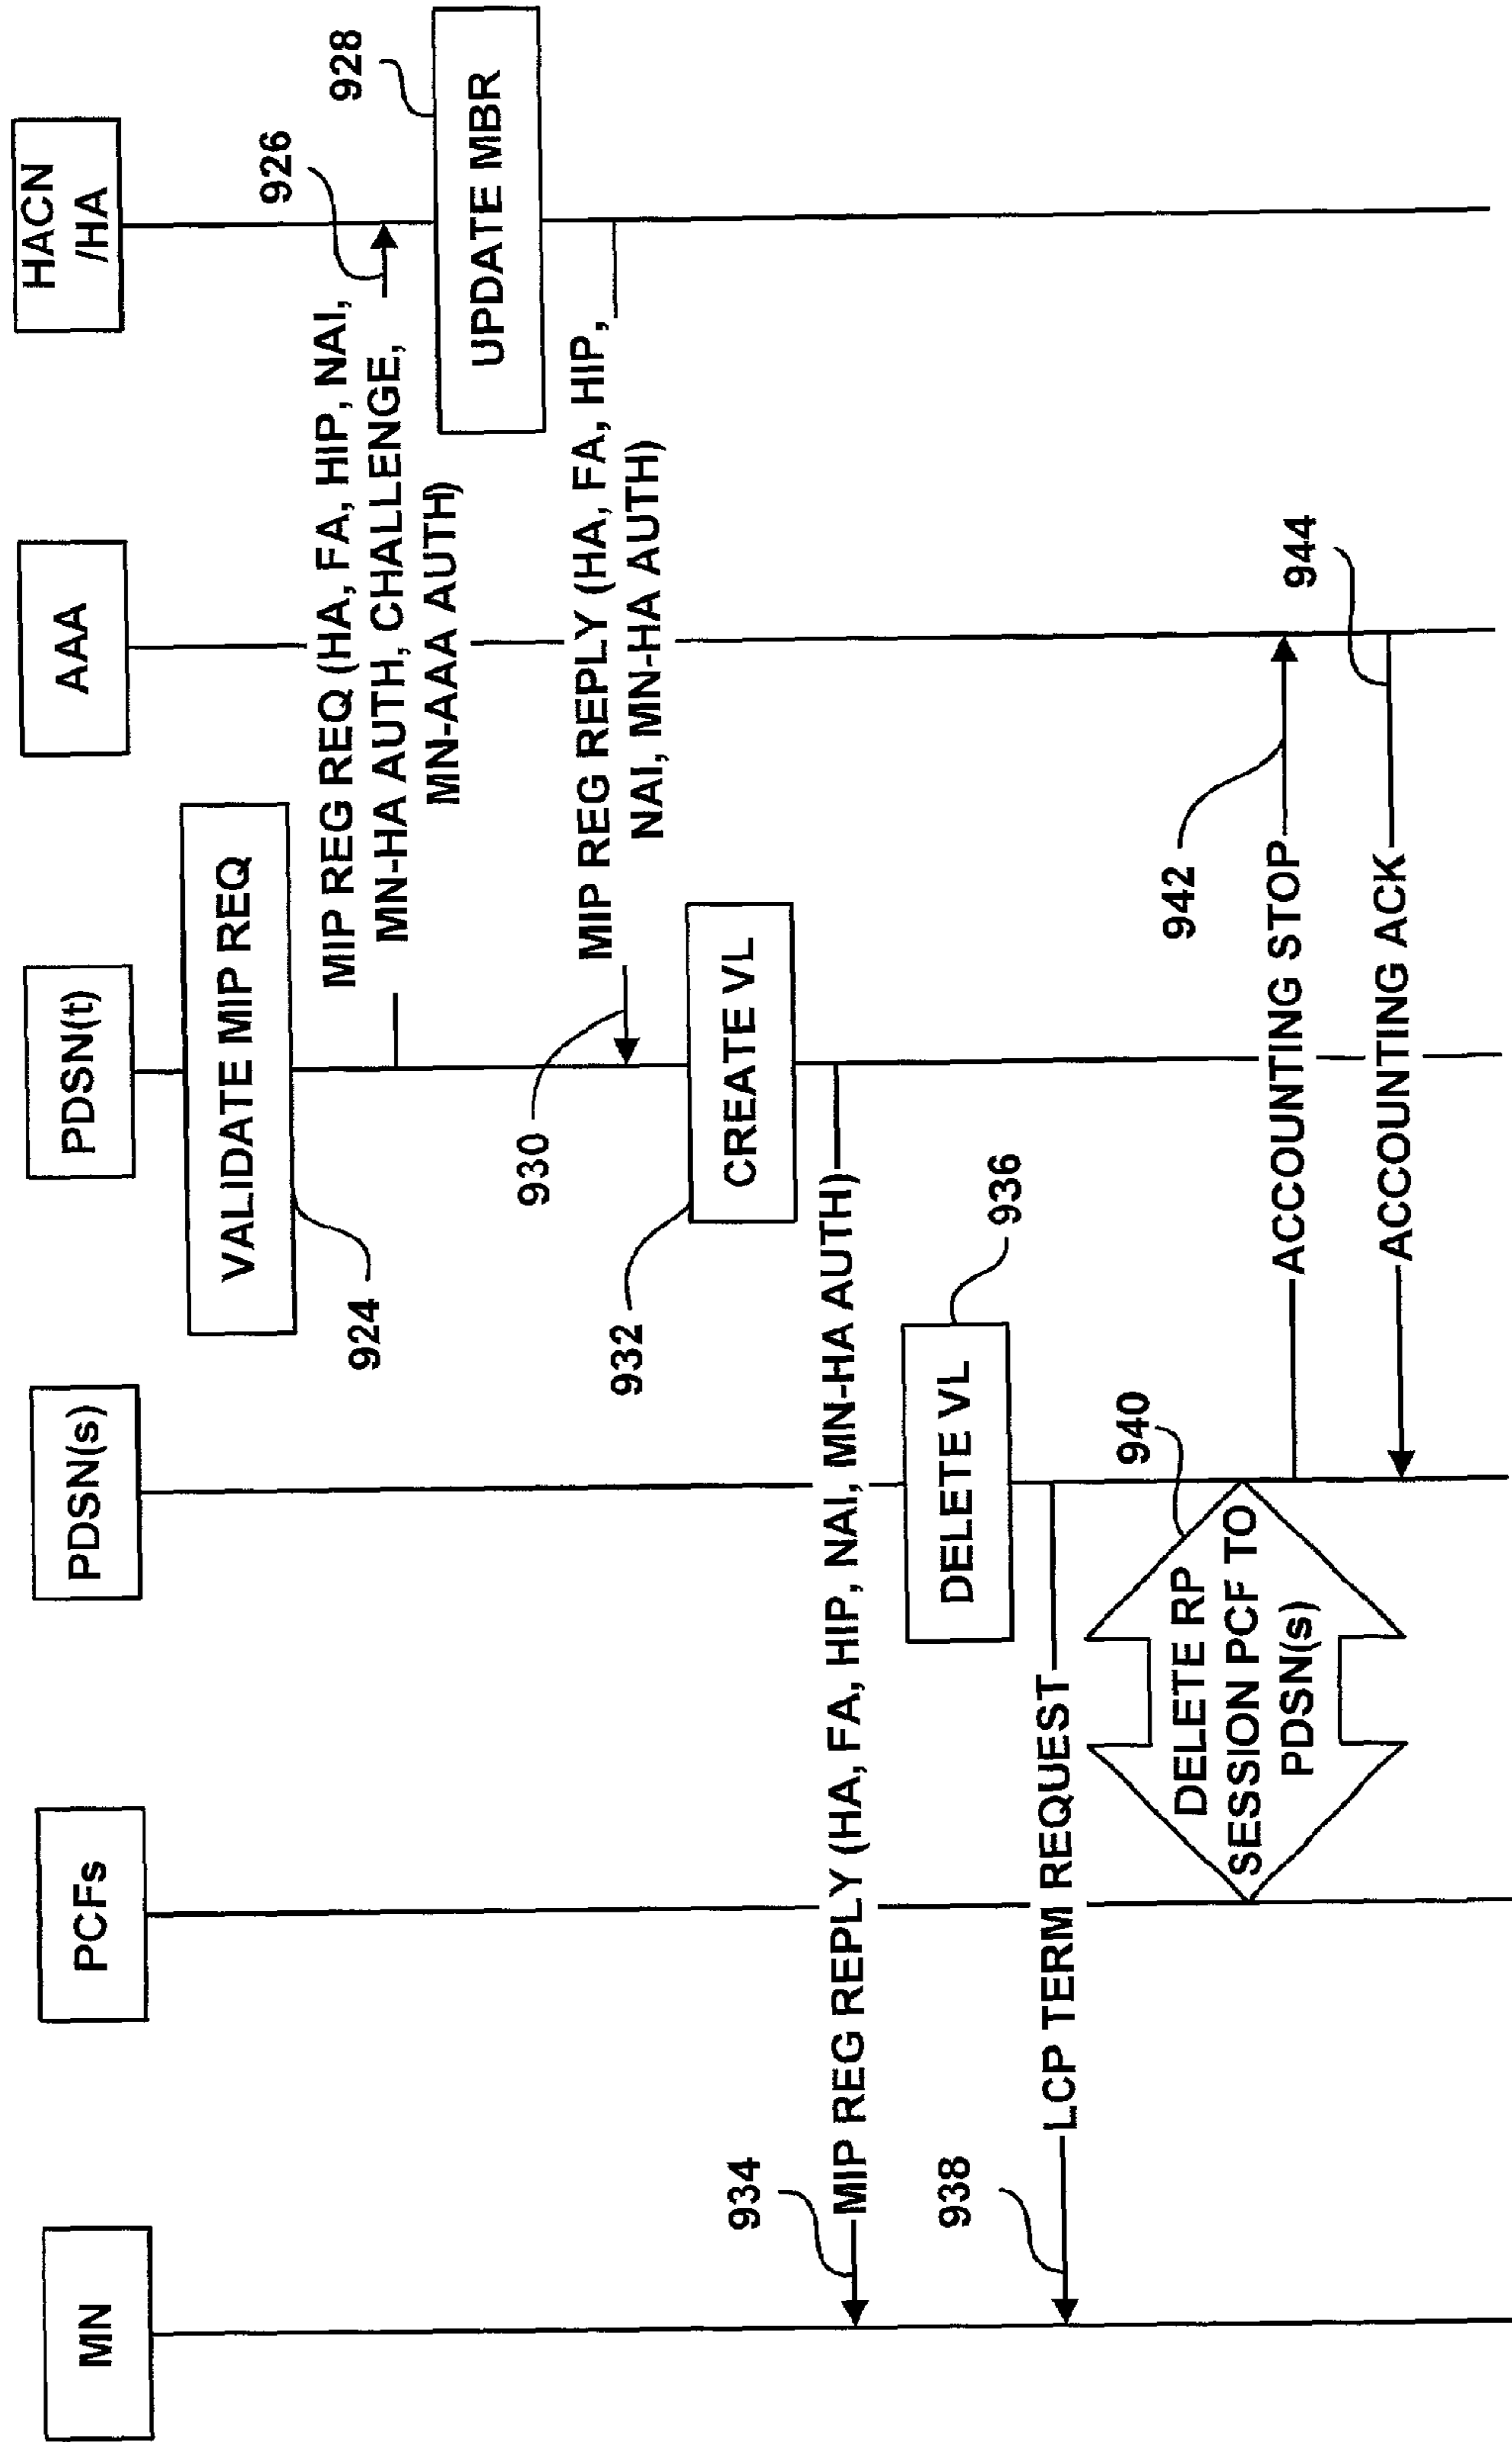 MN
PCFs
PDSN(s)
PDSN(t)
AAA
HACN
/HA
VALIDATE MIP REQ
924
MIP REG REQ (HA, FA, HIP, NAI,
MN-HA AUTH, CHALLENGE,
MN-AAA AUTH)
926
UPDATE MBR
928
MIP REG REPLY (HA, FA, HIP,
NAI, MN-HA AUTH)
930
CREATE VL
932
MIP REG REPLY (HA, FA, HIP, NAI, MN-HA AUTH)
934
DELETE VL
936
LCP TERM REQUEST
938
DELETE RP
SESSION PCF TO
PDSN(s)
940
ACCOUNTING STOP
942
ACCOUNTING ACK
944